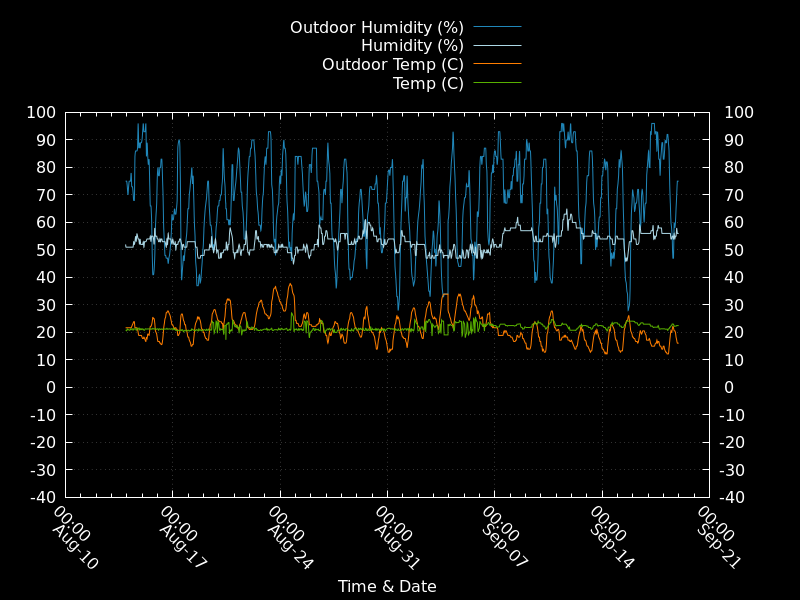 Outdoor Humidity (%)
Humidity (%)
Outdoor Temp (C)
Temp (C)
100 100
90 90
80 80
70 70
60 60
50 50
40 40
30 30
20 20
10 10
0 0
-10 -10
-20 -20
-30 -30
-40 -40
00:00 00:00 00:00 00:00 00:00 00:00 00:00
Aug-10 Aug-17 Aug-24 Aug-31 Sep-07 Sep-14 Sep-21
Time & Date